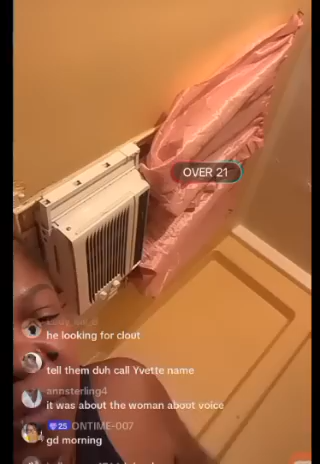 OVER 21
he looking for clout
tell them duh call Yvette name
annsterling4
it was about the woman about voice
25 ONTIME-007
gd morning